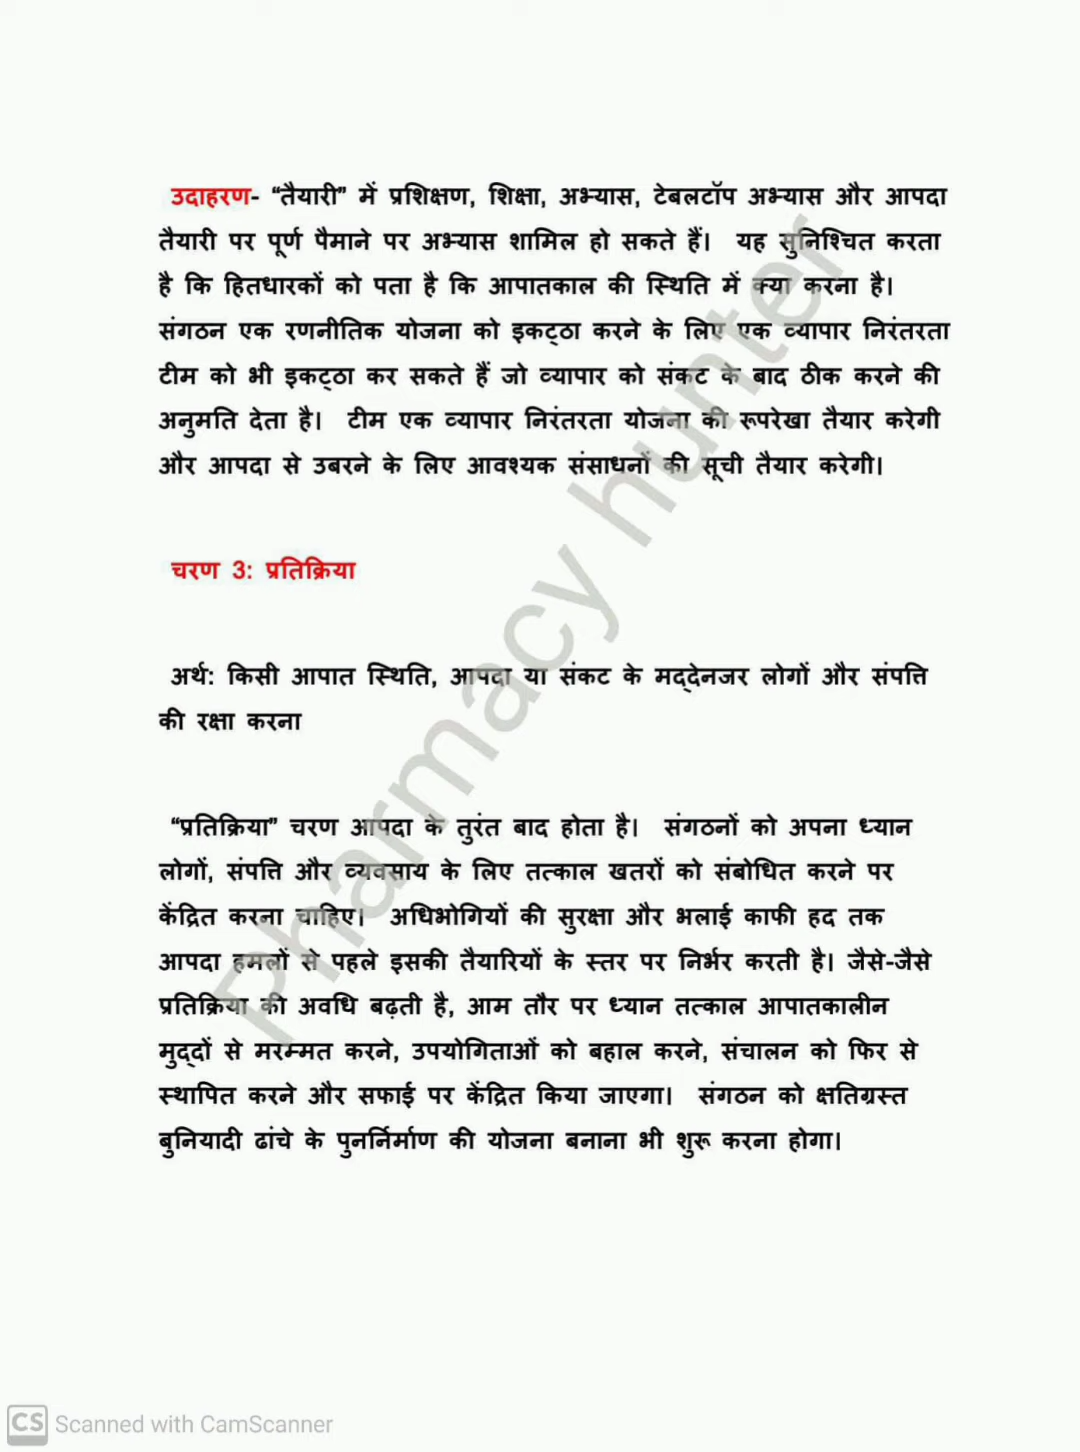 उदाहरण- “तैयारी” में प्रशिक्षण, शिक्षा, अभ्यास, टेबलटॉप अभ्यास और आपदा
तैयारी पर पूर्ण पैमाने पर अभ्यास शामिल हो सकते हैं। यह सुनिश्चित करता
है कि हितधारकों को पता है कि आपातकाल की स्थिति में क्या करना है।
संगठन एक रणनीतिक योजना को इकट्ठा करने के लिए एक व्यापार निरंतरता
टीम को भी इकट्ठा कर सकते हैं जो व्यापार को संकट के बाद ठीक करने की
अनुमति देता है। टीम एक व्यापार निरंतरता योजना की रूपरेखा तैयार करेगी
और आपदा से उबरने के लिए आवश्यक संसाधनों की सूची तैयार करेगी।
चरण 3: प्रतिक्रिया
अर्थ: किसी आपात स्थिति, आपदा या संकट के मद्देनजर लोगों और संपत्ति
की रक्षा करना
“प्रतिक्रिया” चरण आपदा के तुरंत बाद होता है। संगठनों को अपना ध्यान
लोगों, संपत्ति और व्यवसाय के लिए तत्काल खतरों को संबोधित करने पर
केंद्रित करना चाहिए। अधिभोगियों की सुरक्षा और भलाई काफी हद तक
आपदा हमलों से पहले इसकी तैयारियों के स्तर पर निर्भर करती है। जैसे-जैसे
प्रतिक्रिया की अवधि बढ़ती है, आम तौर पर ध्यान तत्काल आपातकालीन
मुद्दों से मरम्मत करने, उपयोगिताओं को बहाल करने, संचालन को फिर से
स्थापित करने और सफाई पर केंद्रित किया जाएगा। संगठन को क्षतिग्रस्त
बुनियादी ढांचे के पुनर्निर्माण की योजना बनाना भी शुरू करना होगा।
Pharmacy hunter
CS Scanned with CamScanner